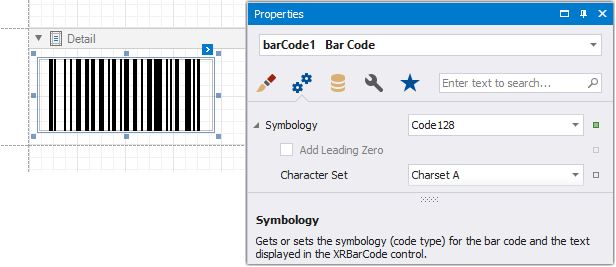 Properties
Detail
barCode1 Bar Code
Enter text to search...
Symbology Code128
Add Leading Zero
Character Set Charset A
Symbology
Gets or sets the symbology (code type) for the bar code and the text
displayed in the XRBarCode control.